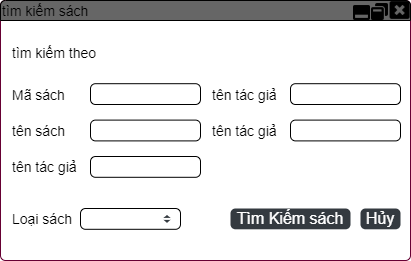 tìm kiếm sách
tìm kiếm theo
Mã sách tên tác giả
tên sách tên tác giả
tên tác giả
Loại sách Tìm Kiếm sách Hủy